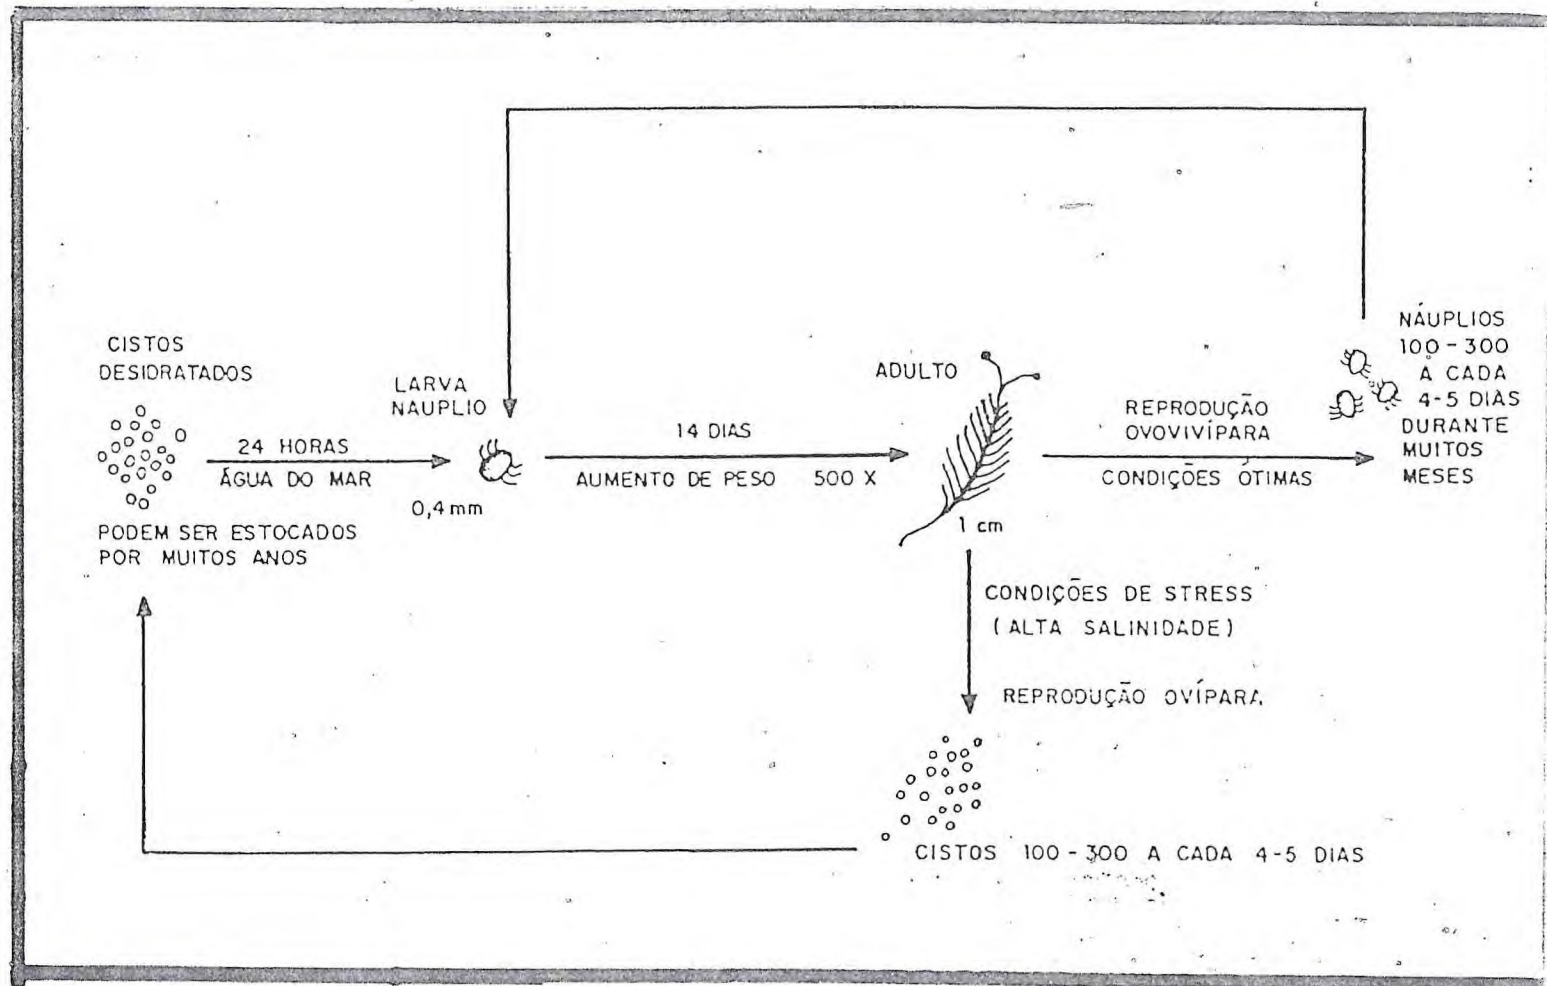 CISTOS
DESIDRATADOS
24 HORAS
ÁGUA DO MAR
PODEM SER ESTOCADOS
POR MUITOS ANOS
LARVA
NAUPLIO
0,4 mm
14 DIAS
AUMENTO DE PESO 500 X
ADULTO
1 cm
REPRODUÇÃO
OVOVIVÍPARA
CONDIÇÕES ÓTIMAS
NÁUPLIOS
100-300
À CADA
4-5 DIAS
DURANTE
MUITOS
MESES
CONDIÇÕES DE STRESS
(ALTA SALINIDADE)
REPRODUÇÃO OVÍPARA
CISTOS 100-300 A CADA 4-5 DIAS